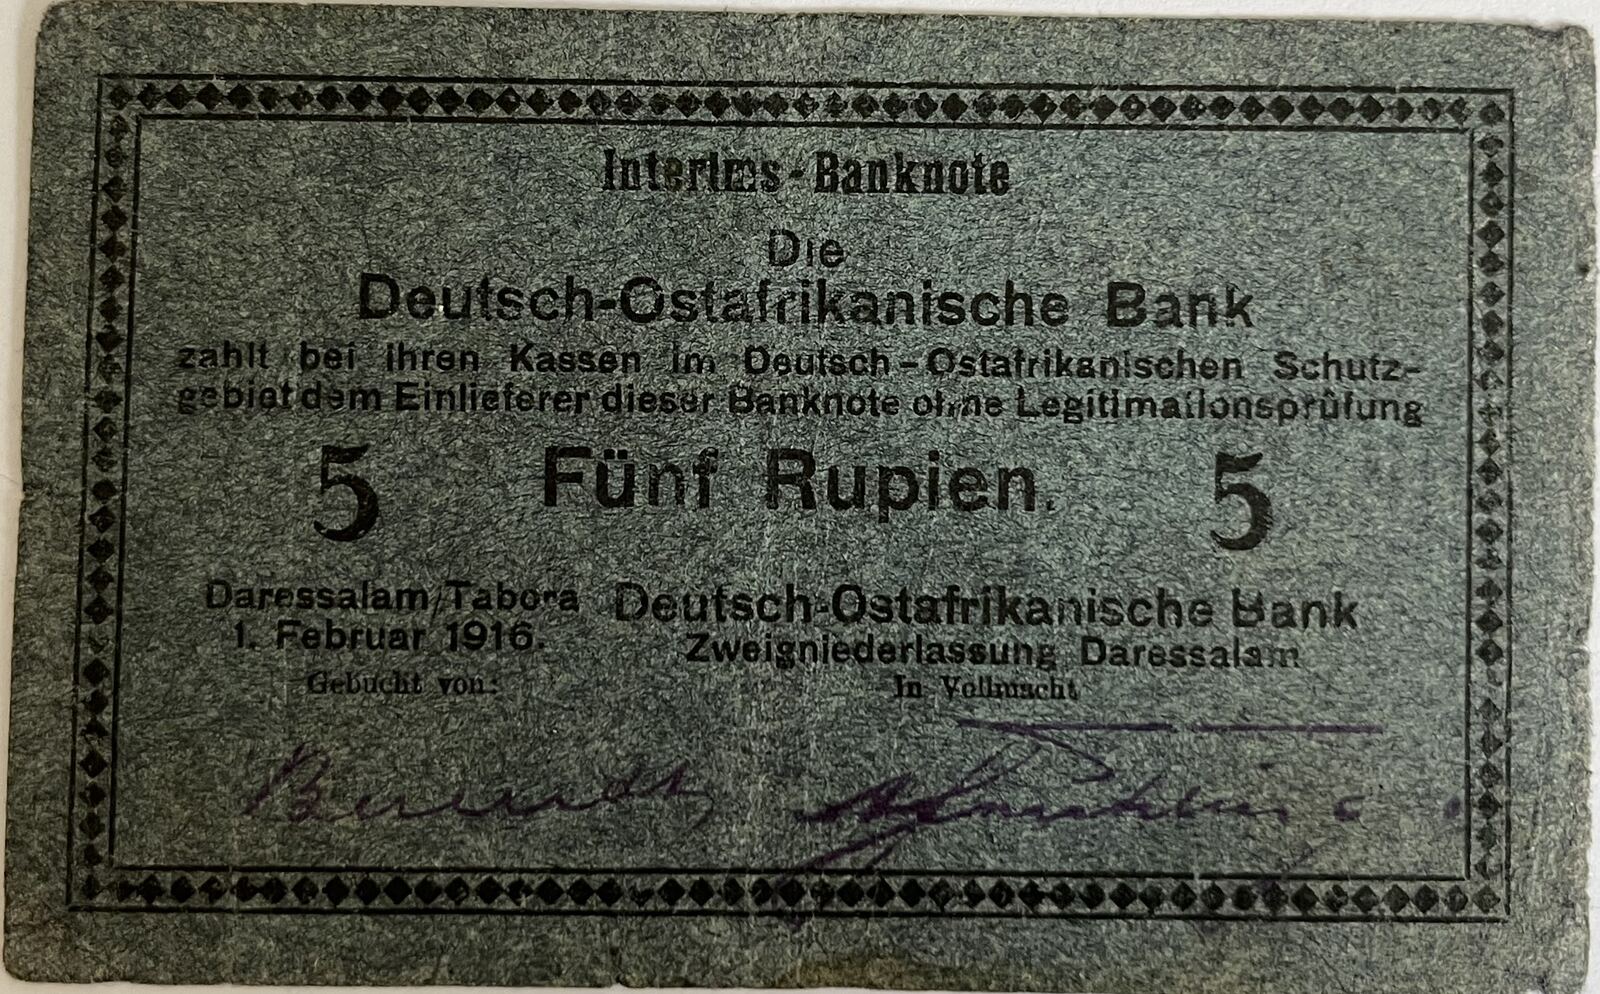 Interims-Banknote
Die
Deutsch-Ostafrikanische Bank
zahlt bei ihren Kassen im Deutsch-Ostafrikanischen Schutz-
gebiet dem Einlieferer dieser Banknote ohne Legitimationsprüfung
5 Fünf Rupien. 5
Daressalam/Tabora
1. Februar 1916.
Gebucht von:
Deutsch-Ostafrikanische Bank
Zweigniederlassung Daressalam
In Vollmacht